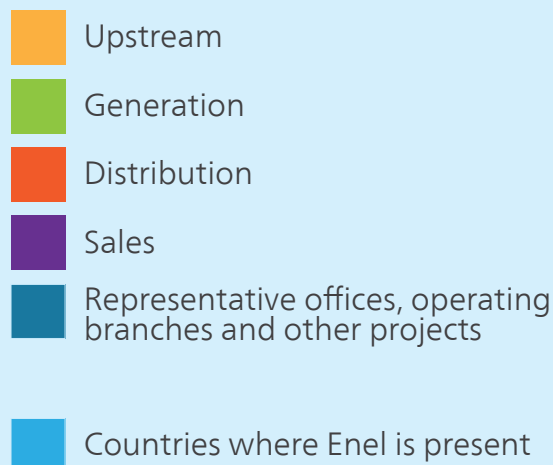 Upstream
Generation
Distribution
Sales
Representative offices, operating
branches and other projects
Countries where Enel is present